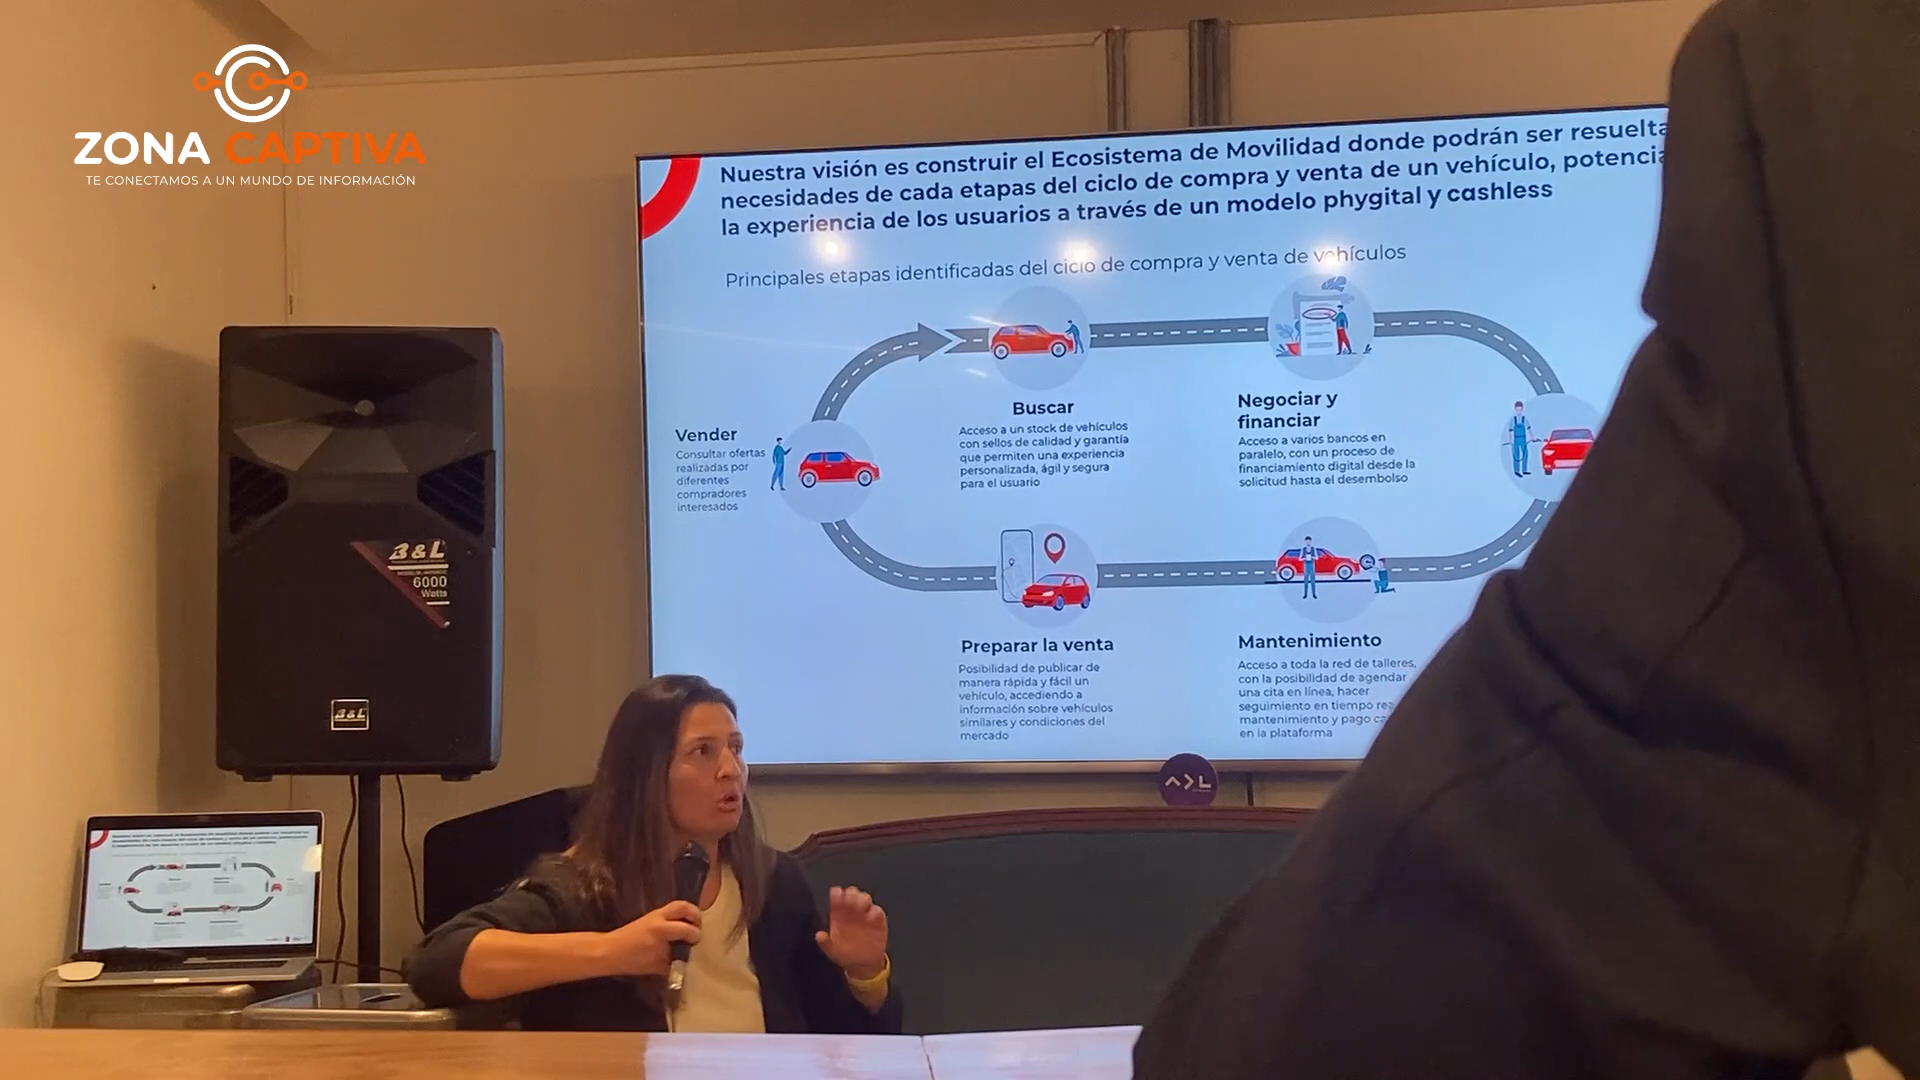 ZONA CAPTIVA
TE CONECTAMOS A UN MUNDO DE INFORMACIÓN
Nuestra visión es construir el Ecosistema de Movilidad donde podrán ser resuelta
necesidades de cada etapas del ciclo de compra y venta de un vehículo, potencia
la experiencia de los usuarios a través de un modelo phygital y cashless
Principales etapas identificadas del ciclo de compra y venta de vehículos
Vender
Consultar ofertas
realizadas por
diferentes
compradores
interesados
Buscar
Acceso a un stock de vehículos
con sellos de calidad y garantía
que permiten una experiencia
personalizada, ágil y segura
para el usuario
Negociar y
financiar
Acceso a varios bancos en
paralelo, con un proceso de
financiamiento digital desde la
solicitud hasta el desembolso
Preparar la venta
Posibilidad de publicar de
manera rápida y fácil un
vehículo, accediendo a
información sobre vehículos
similares y condiciones del
mercado
Mantenimiento
Acceso a toda la red de talleres,
con la posibilidad de agendar
una cita en línea, hacer
seguimiento en tiempo rea
mantenimiento y pago
en la plataforma
B&L
6000
Watts
B&L